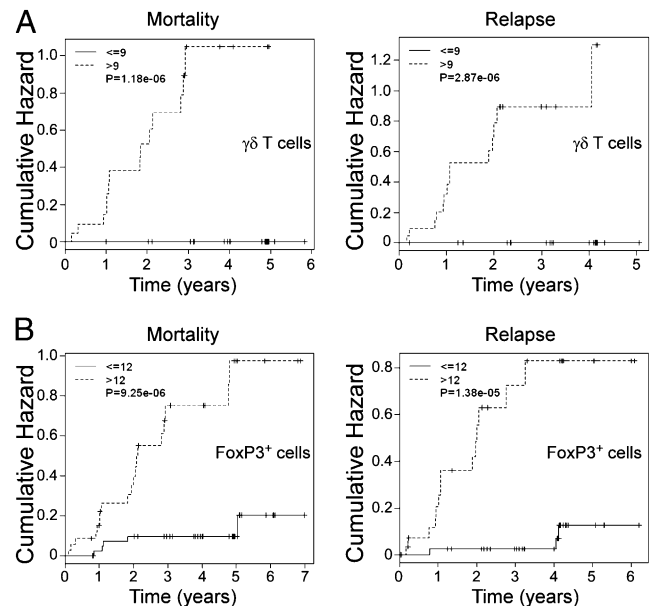 A
Mortality
Relapse
Cumulative Hazard
1.0
0.8
0.6
0.4
0.2
0
<=9
>9
P=1.18e-06
γδ T cells
0 1 2 3 4 5 6
Time (years)
Cumulative Hazard
1.2
1.0
0.8
0.6
0.4
0.2
0
<=9
>9
P=2.87e-06
γδ T cells
0 1 2 3 4 5
Time (years)
B
Mortality
Relapse
Cumulative Hazard
1.0
0.75
0.5
0.25
0
<=12
>12
P=9.25e-06
FoxP3⁺ cells
0 1 2 3 4 5 6 7
Time (years)
Cumulative Hazard
0.8
0.6
0.4
0.2
0
<=12
>12
P=1.38e-05
FoxP3⁺ cells
0 1 2 3 4 5 6
Time (years)